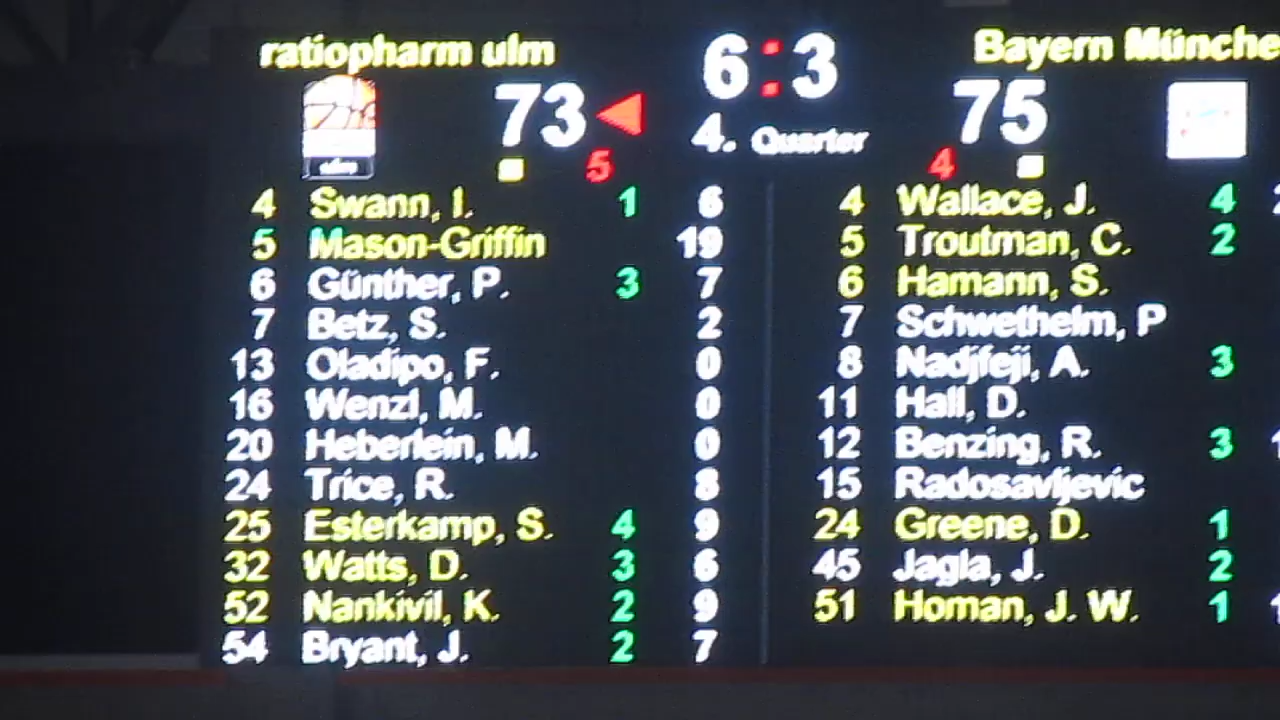 ratiopharm ulm 6:3 Bayern Münche
73 4. Quarter 75
5 4
4 Swann, I. 1 6 4 Wallace, J. 4
5 Mason-Griffin 19 5 Troutman, C. 2
6 Günther, P. 3 7 6 Hamann, S.
7 Betz, S. 2 7 Schwethelm, P
13 Oladipo, F. 0 8 Nadjfeji, A. 3
16 Wenzl, M. 0 11 Hall, D.
20 Heberlein, M. 0 12 Benzing, R. 3 1
24 Trice, R. 8 15 Radosavljevic
25 Esterkamp, S. 4 9 24 Greene, D. 1
32 Watts, D. 3 6 45 Jagla, J. 2
52 Nankivil, K. 2 9 51 Homan, J. W. 1 1
54 Bryant, J. 2 7